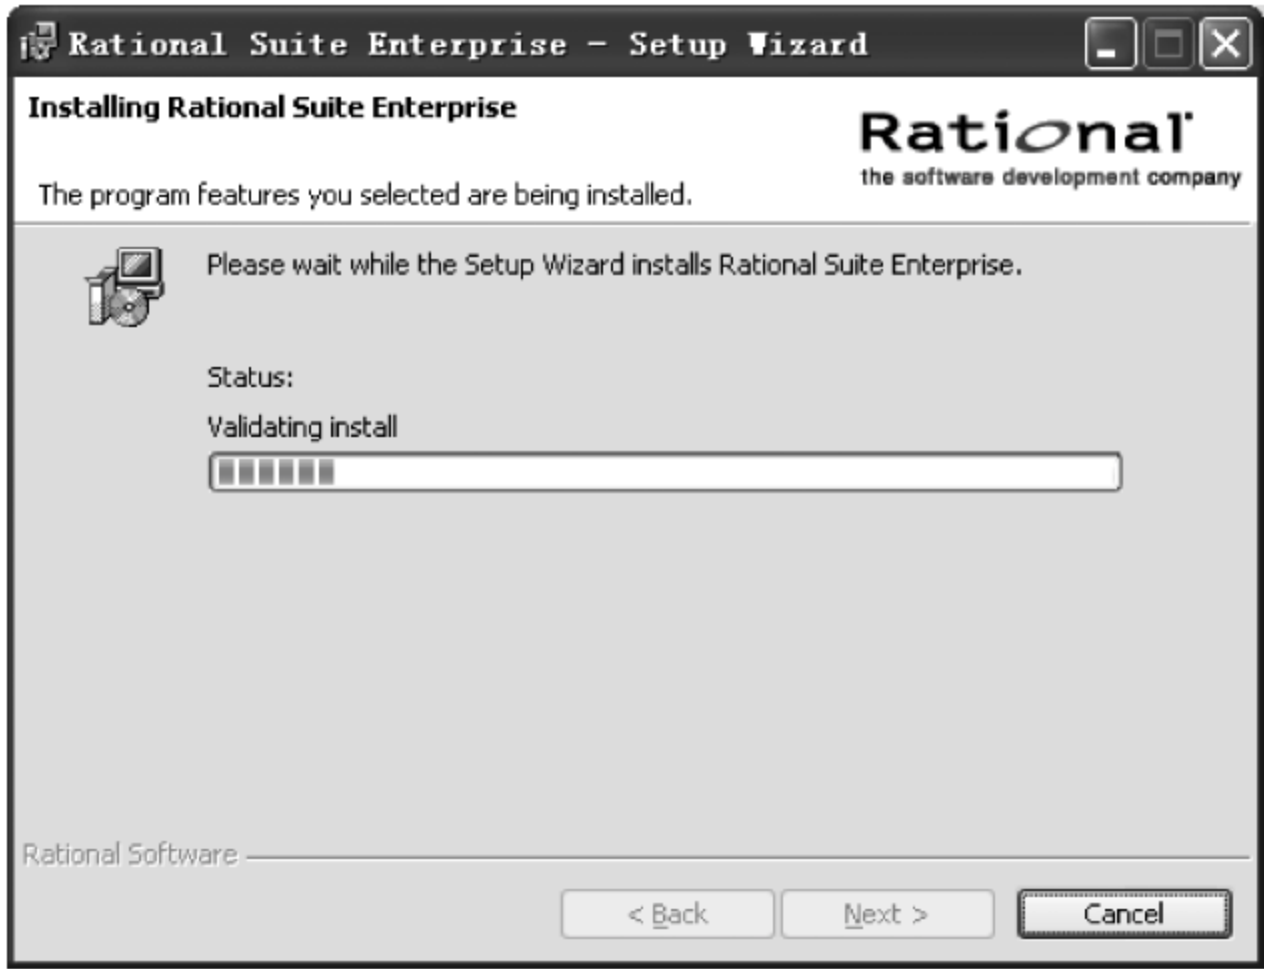 Rational Suite Enterprise - Setup Wizard
Installing Rational Suite Enterprise
Rational
the software development company
The program features you selected are being installed.
Please wait while the Setup Wizard installs Rational Suite Enterprise.
Status:
Validating install
Rational Software
< Back
Next >
Cancel